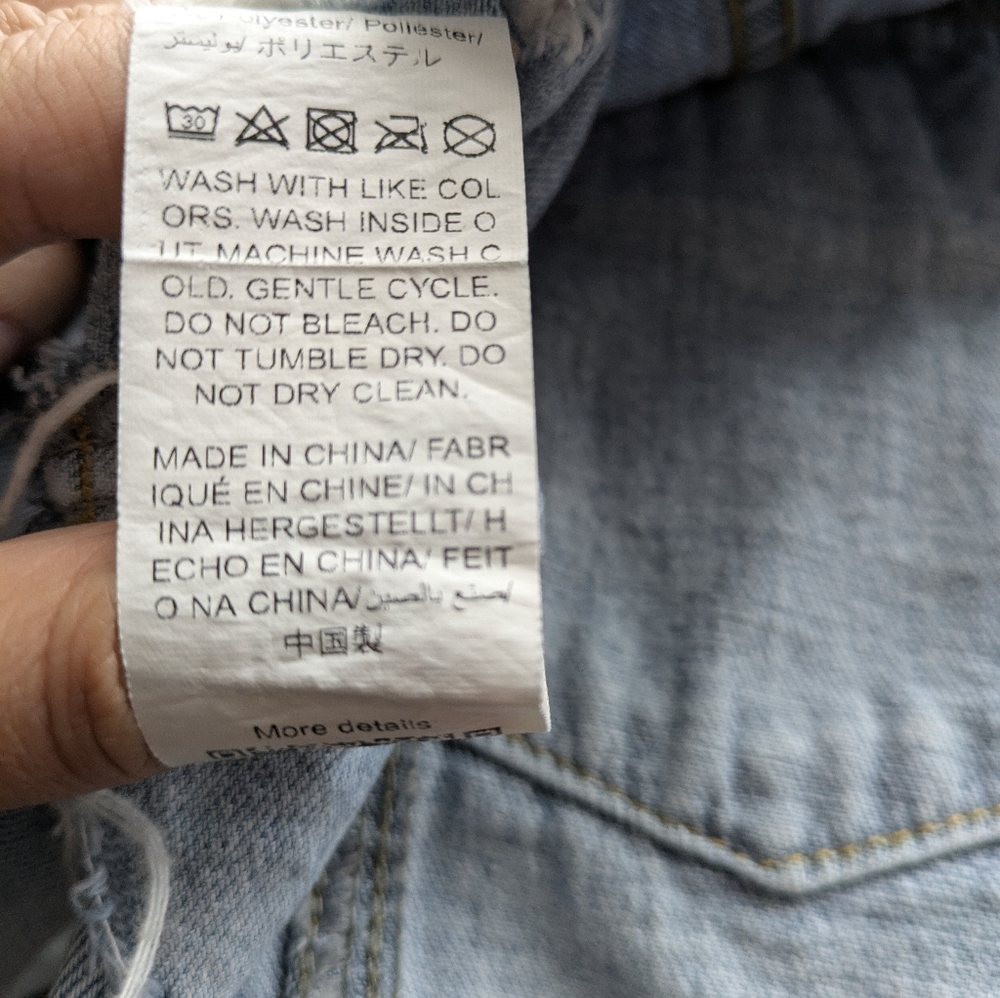 Polyester/ Poliéster/
بوليستر/ ポリエステル
30
WASH WITH LIKE COL
ORS. WASH INSIDE O
UT. MACHINE WASH C
OLD. GENTLE CYCLE.
DO NOT BLEACH. DO
NOT TUMBLE DRY. DO
NOT DRY CLEAN.
MADE IN CHINA/ FABR
IQUÉ EN CHINE/ IN CH
INA HERGESTELLT/ H
ECHO EN CHINA/ FEIT
O NA CHINA/صنع بالصين/
中国製
More details